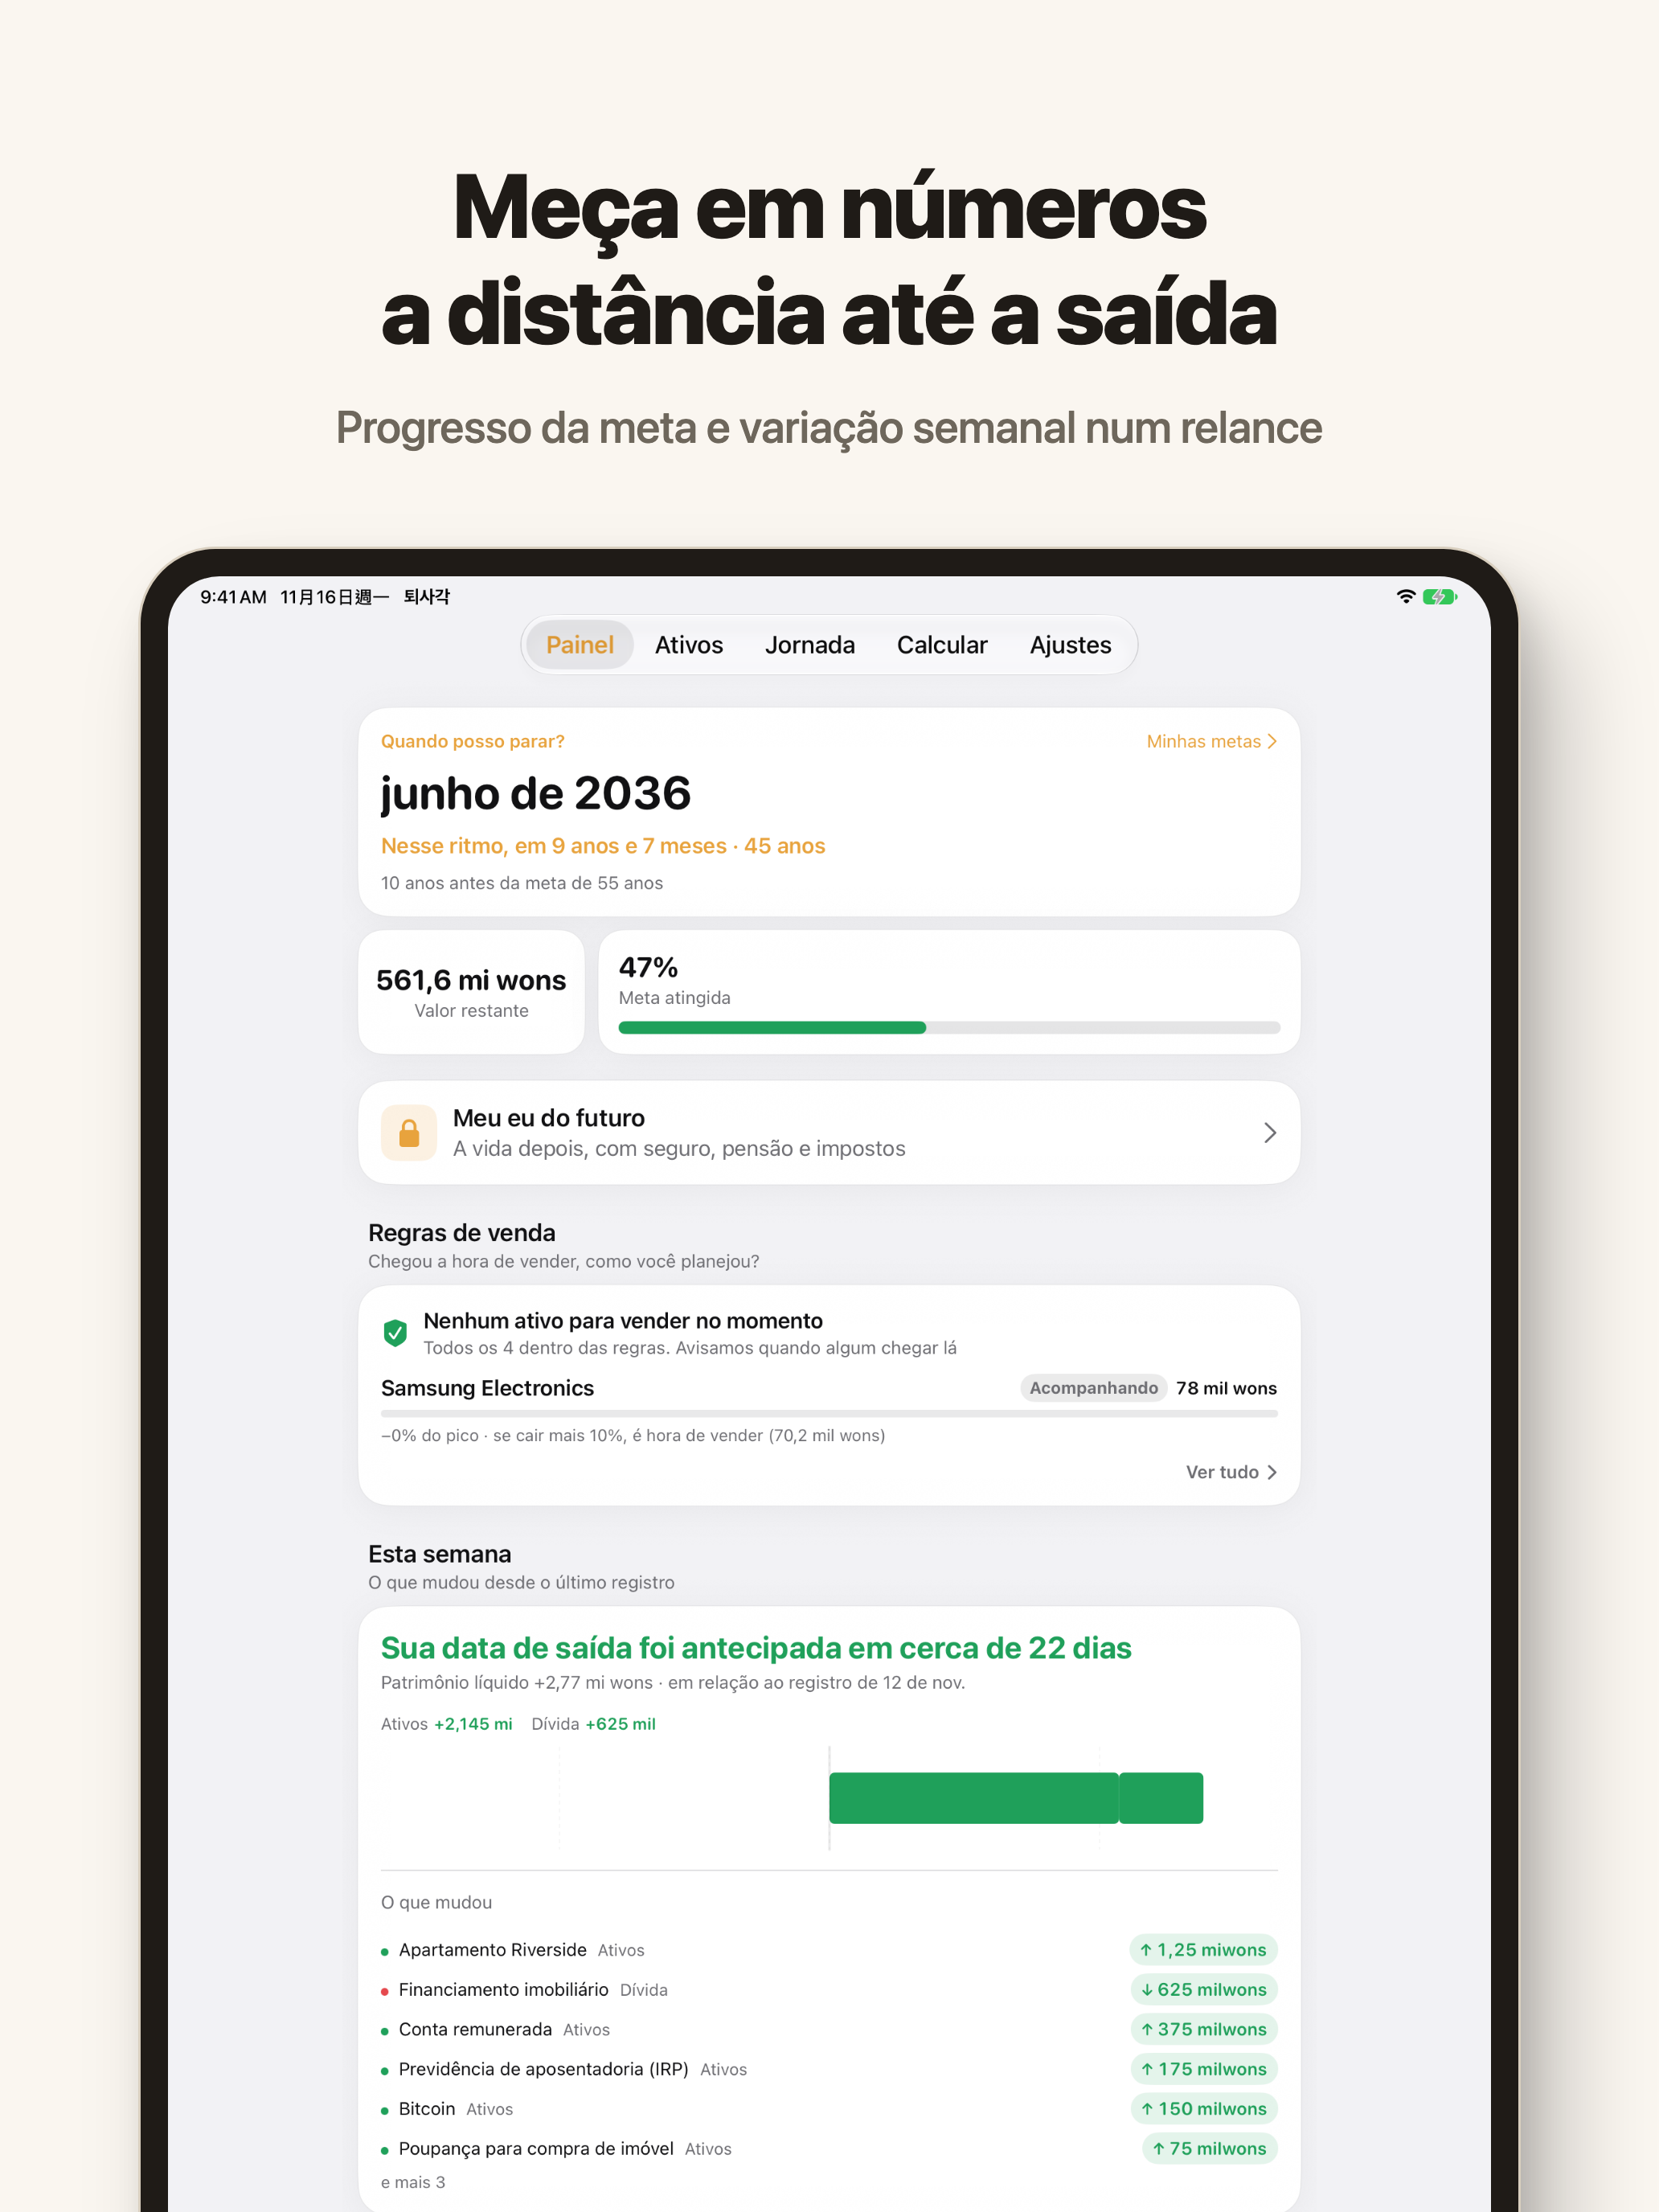 Meça em números
a distância até a saída
Progresso da meta e variação semanal num relance
9:41 AM 11月16日週一 퇴사각
Painel Ativos Jornada Calcular Ajustes
Quando posso parar? Minhas metas
junho de 2036
Nesse ritmo, em 9 anos e 7 meses · 45 anos
10 anos antes da meta de 55 anos
561,6 mi wons
Valor restante
47%
Meta atingida
Meu eu do futuro
A vida depois, com seguro, pensão e impostos
Regras de venda
Chegou a hora de vender, como você planejou?
Nenhum ativo para vender no momento
Todos os 4 dentro das regras. Avisamos quando algum chegar lá
Samsung Electronics Acompanhando 78 mil wons
−0% do pico · se cair mais 10%, é hora de vender (70,2 mil wons)
Ver tudo
Esta semana
O que mudou desde o último registro
Sua data de saída foi antecipada em cerca de 22 dias
Patrimônio líquido +2,77 mi wons · em relação ao registro de 12 de nov.
Ativos +2,145 mi Dívida +625 mil
O que mudou
Apartamento Riverside Ativos ↑ 1,25 miwons
Financiamento imobiliário Dívida ↓ 625 milwons
Conta remunerada Ativos ↑ 375 milwons
Previdência de aposentadoria (IRP) Ativos ↑ 175 milwons
Bitcoin Ativos ↑ 150 milwons
Poupança para compra de imóvel Ativos ↑ 75 milwons
e mais 3